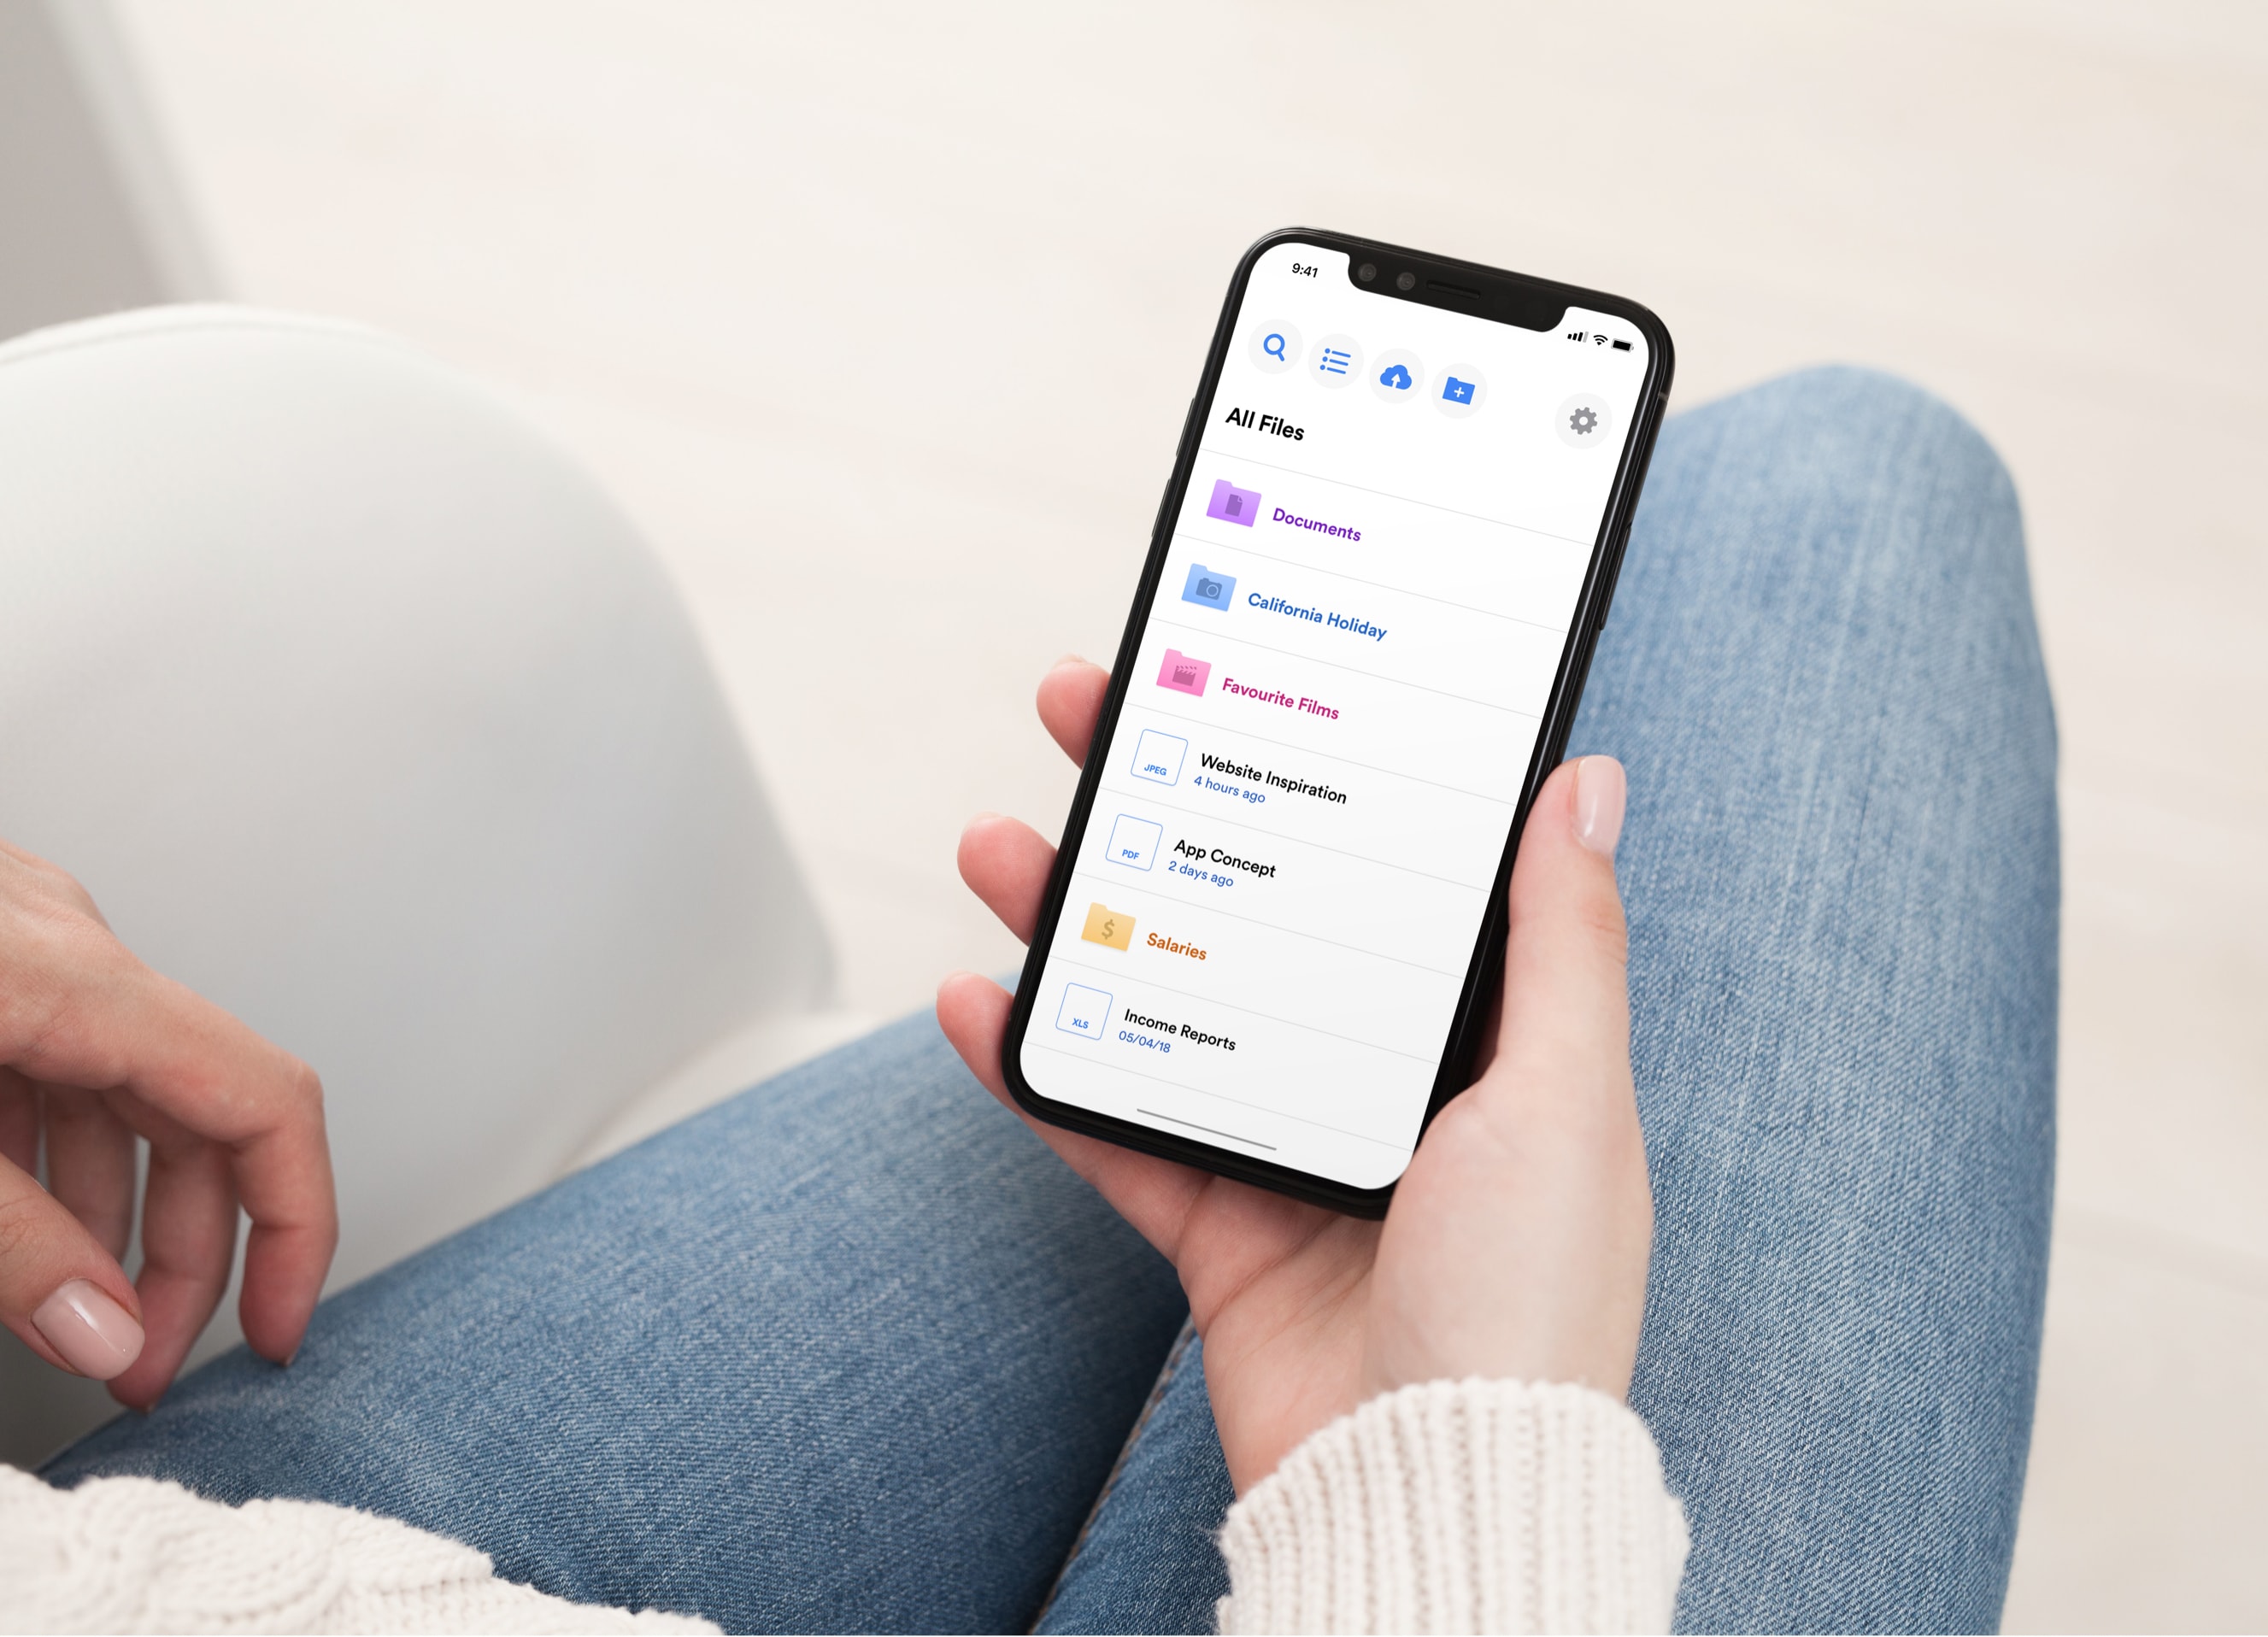 9:41
All Files
Documents
California Holiday
Favourite Films
JPEG
Website Inspiration
4 hours ago
PDF
App Concept
2 days ago
$
Salaries
XLS
Income Reports
05/04/18